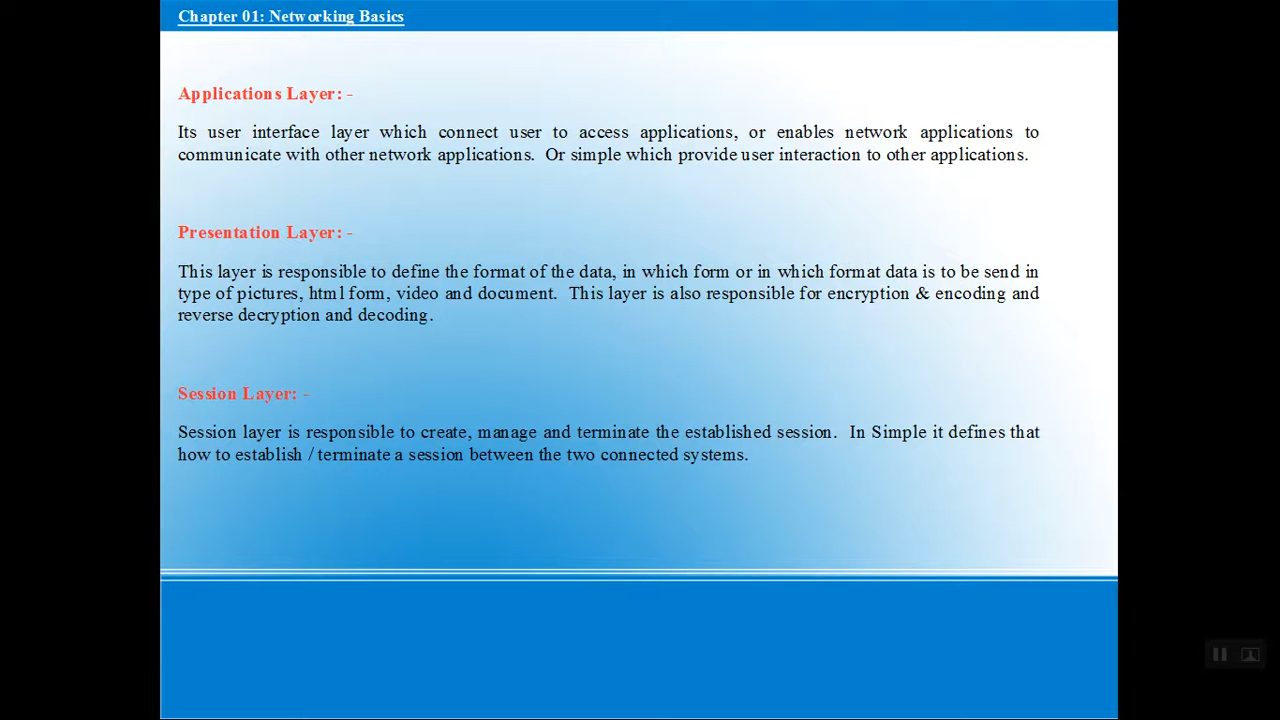 Chapter 01: Networking Basics
Applications Layer: -
Its user interface layer which connect user to access applications, or enables network applications to
communicate with other network applications.  Or simple which provide user interaction to other applications.
Presentation Layer: -
This layer is responsible to define the format of the data, in which form or in which format data is to be send in
type of pictures, html form, video and document.  This layer is also responsible for encryption & encoding and
reverse decryption and decoding.
Session Layer: -
Session layer is responsible to create, manage and terminate the established session.  In Simple it defines that
how to establish / terminate a session between the two connected systems.